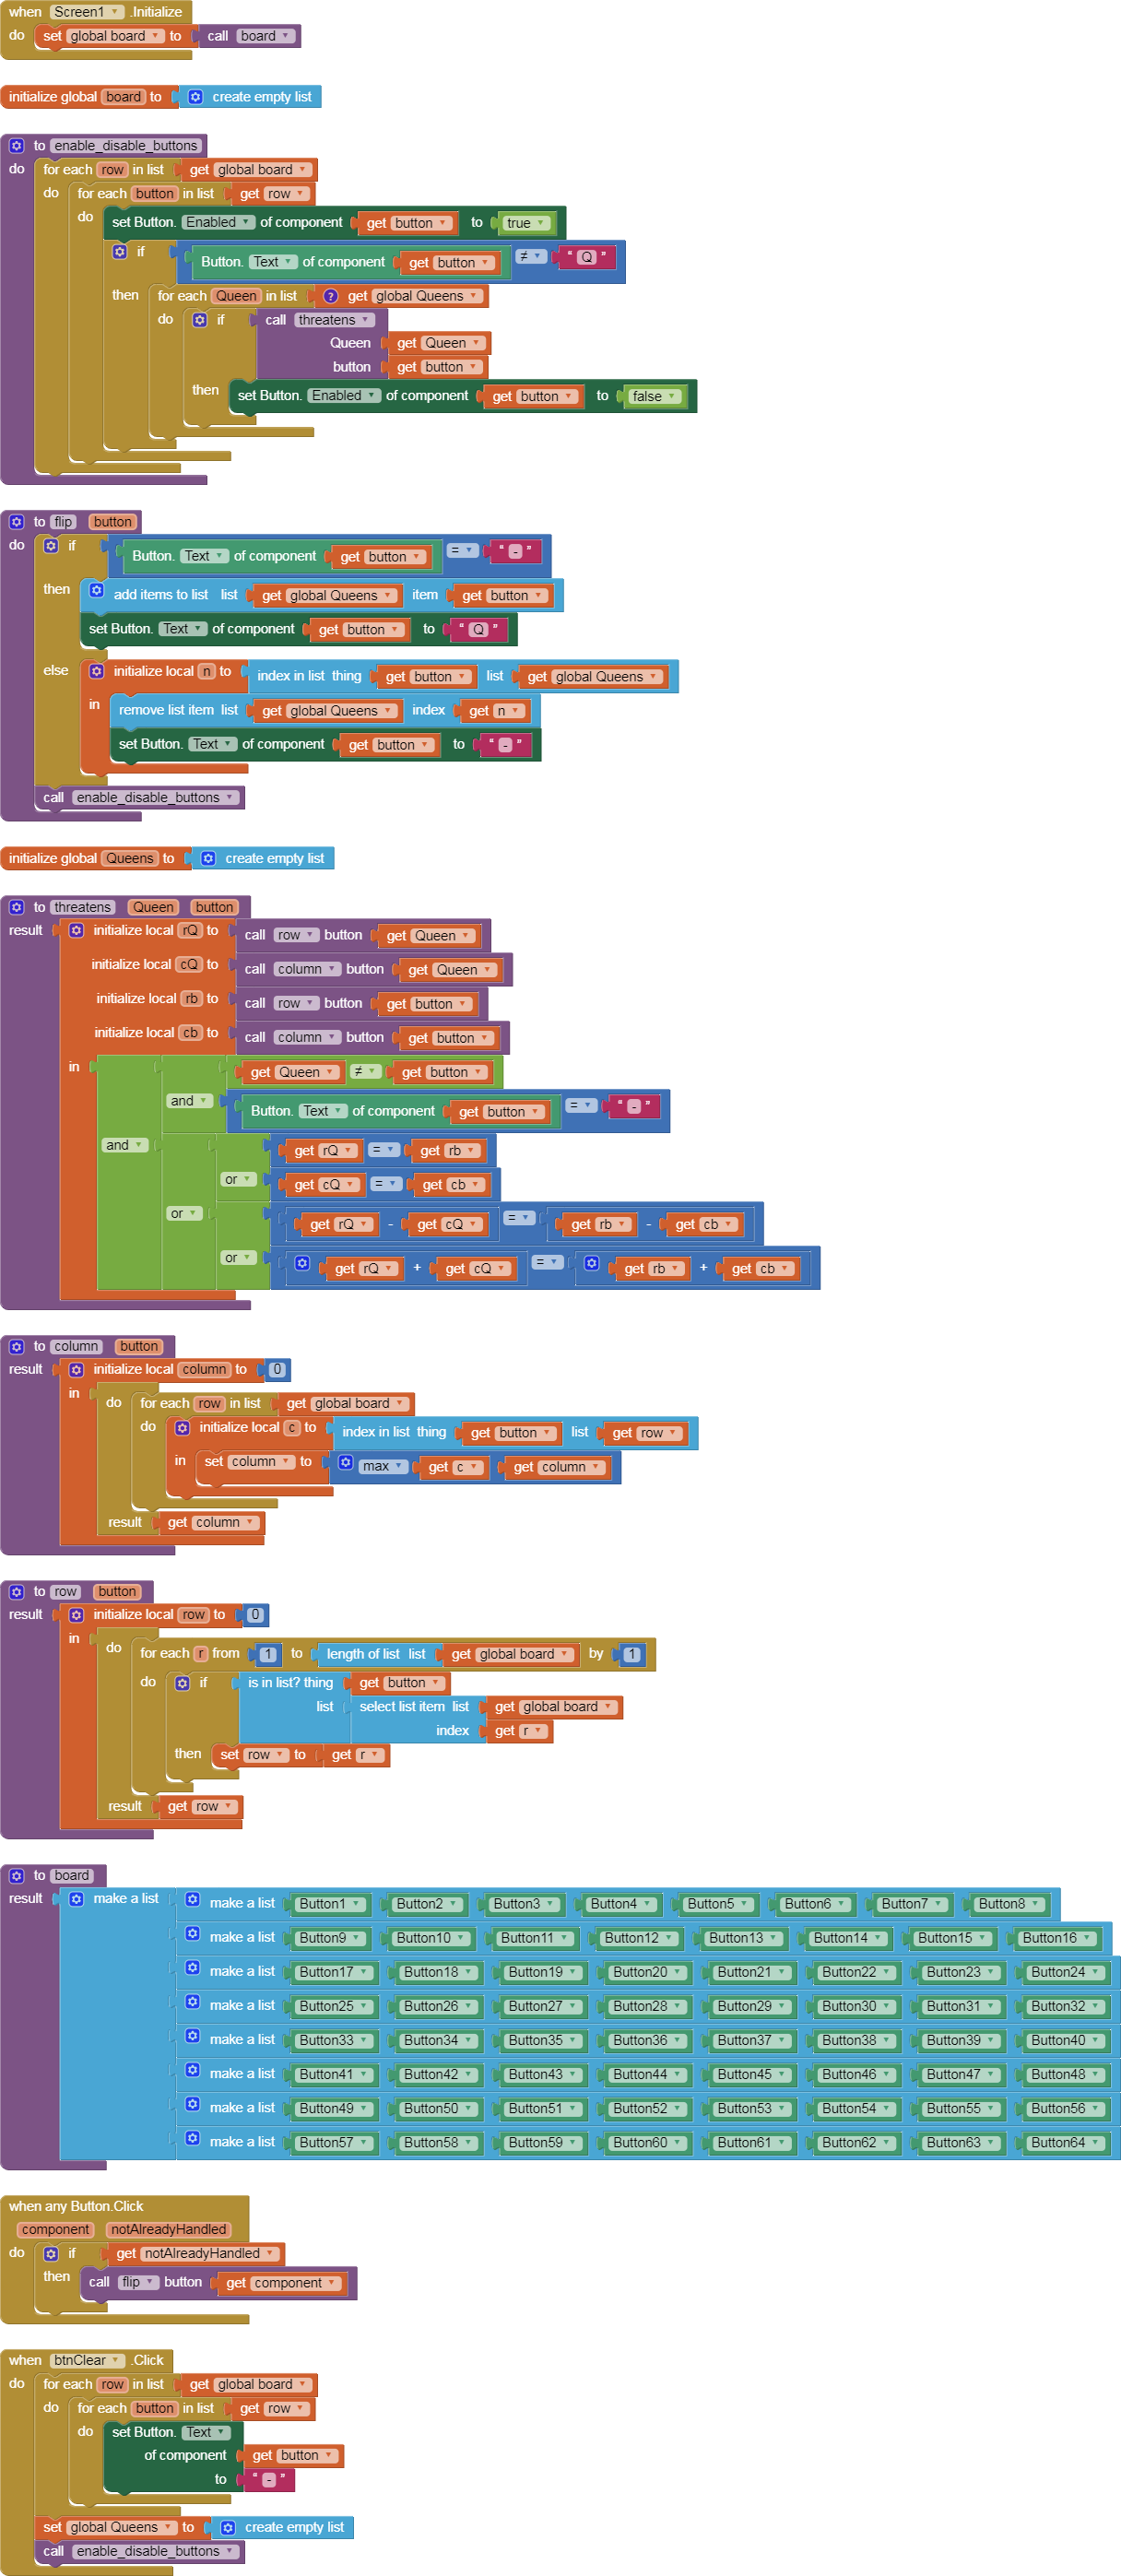 when Screen1 .Initialize
do set global board to call board
initialize global board to create empty list
to enable_disable_buttons
do for each row in list get global board
do for each button in list get row
do set Button. Enabled of component get button to true
if Button. Text of component get button ≠ " Q "
then for each Queen in list ? get global Queens
do if call threatens
Queen get Queen
button get button
then set Button. Enabled of component get button to false
to flip button
do if Button. Text of component get button = " - "
then add items to list list get global Queens item get button
set Button. Text of component get button to " Q "
else initialize local n to index in list thing get button list get global Queens
in remove list item list get global Queens index get n
set Button. Text of component get button to " - "
call enable_disable_buttons
initialize global Queens to create empty list
to threatens Queen button
result initialize local rQ to call row button get Queen
initialize local cQ to call column button get Queen
initialize local rb to call row button get button
initialize local cb to call column button get button
in get Queen ≠ get button
and Button. Text of component get button = " - "
and get rQ = get rb
or get cQ = get cb
or get rQ - get cQ = get rb - get cb
or get rQ + get cQ = get rb + get cb
to column button
result initialize local column to 0
in do for each row in list get global board
do initialize local c to index in list thing get button list get row
in set column to max get c get column
result get column
to row button
result initialize local row to 0
in do for each r from 1 to length of list list get global board by 1
do if is in list? thing get button
list select list item list get global board
index get r
then set row to get r
result get row
to board
result make a list make a list Button1 Button2 Button3 Button4 Button5 Button6 Button7 Button8
make a list Button9 Button10 Button11 Button12 Button13 Button14 Button15 Button16
make a list Button17 Button18 Button19 Button20 Button21 Button22 Button23 Button24
make a list Button25 Button26 Button27 Button28 Button29 Button30 Button31 Button32
make a list Button33 Button34 Button35 Button36 Button37 Button38 Button39 Button40
make a list Button41 Button42 Button43 Button44 Button45 Button46 Button47 Button48
make a list Button49 Button50 Button51 Button52 Button53 Button54 Button55 Button56
make a list Button57 Button58 Button59 Button60 Button61 Button62 Button63 Button64
when any Button.Click
component notAlreadyHandled
do if get notAlreadyHandled
then call flip button get component
when btnClear .Click
do for each row in list get global board
do for each button in list get row
do set Button. Text
of component get button
to " - "
set global Queens to create empty list
call enable_disable_buttons